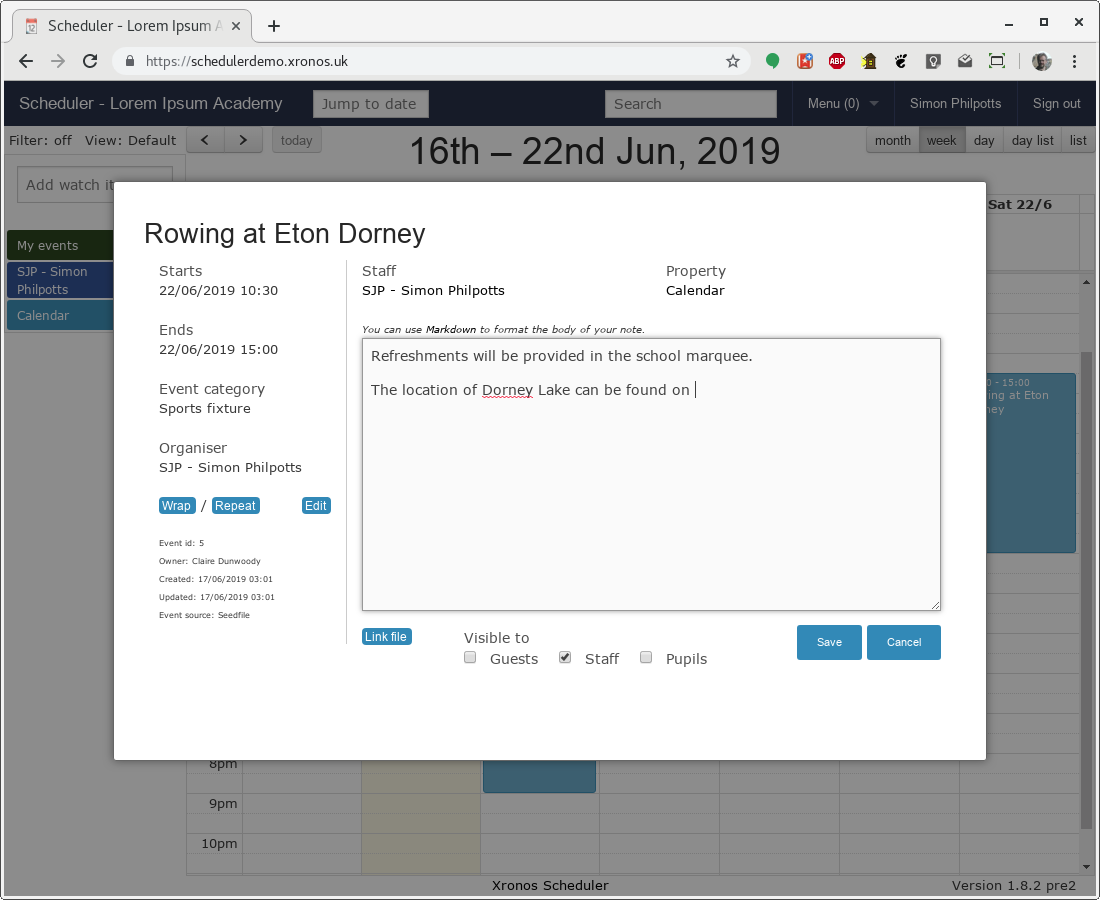 Scheduler - Lorem Ipsum
https://schedulerdemo.xronos.uk
ABP
Scheduler - Lorem Ipsum Academy
Jump to date
Search
Menu (0)
Simon Philpotts
Sign out
Filter: off
View: Default
today
16th – 22nd Jun, 2019
month
week
day
day list
list
Add watch
Sat 22/6
My events
SJP - Simon
Philpotts
Calendar
Rowing at Eton Dorney
Starts
22/06/2019 10:30
Ends
22/06/2019 15:00
Event category
Sports fixture
Organiser
SJP - Simon Philpotts
Wrap / Repeat
Edit
Event id: 5
Owner: Claire Dunwoody
Created: 17/06/2019 03:01
Updated: 17/06/2019 03:01
Event source: Seedfile
Staff
SJP - Simon Philpotts
Property
Calendar
You can use Markdown to format the body of your note.
Refreshments will be provided in the school marquee.
The location of Dorney Lake can be found on
Link file
Visible to
Guests
Staff
Pupils
Save
Cancel
- 15:00
at Eton
8pm
9pm
10pm
Xronos Scheduler
Version 1.8.2 pre2